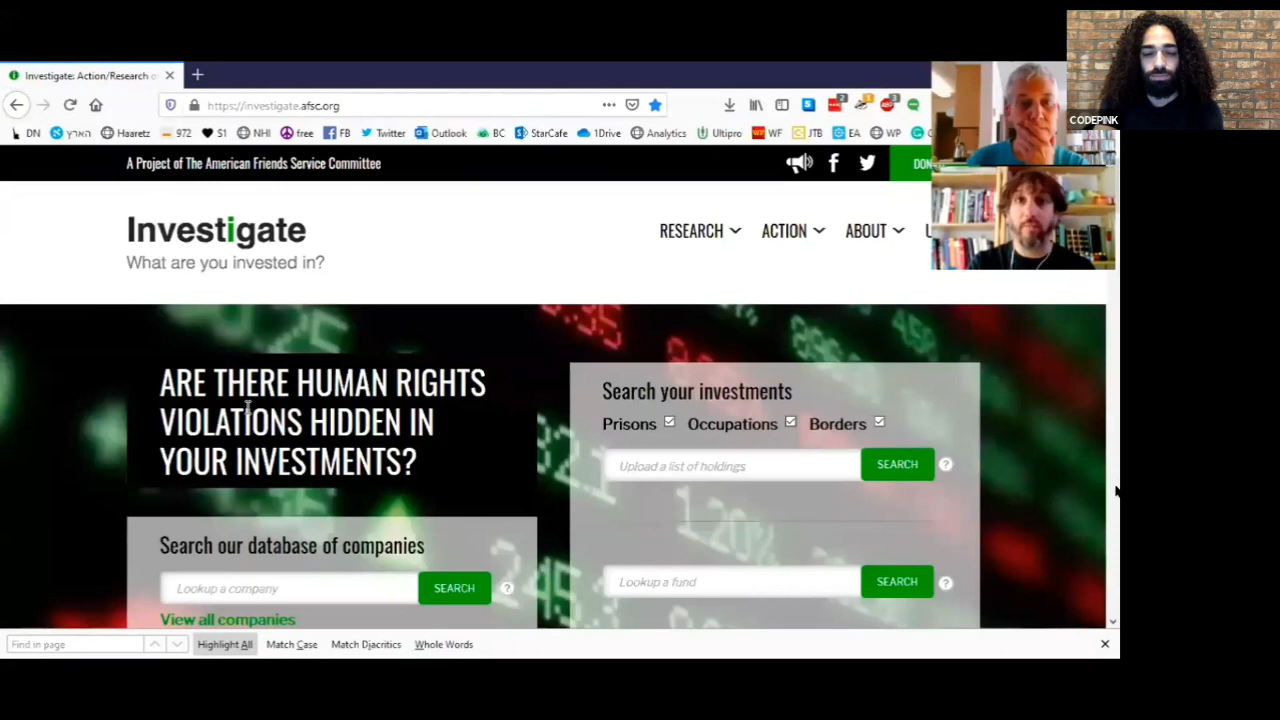 Investigate: Action/Research o
https://investigate.afsc.org
DN הארץ Haaretz 972 S1 NHI free FB Twitter Outlook BC StarCafe 1Drive Analytics Ultipro WF JTB EA WP
CODEPINK
A Project of The American Friends Service Committee
DON
Investigate
What are you invested in?
RESEARCH ACTION ABOUT
ARE THERE HUMAN RIGHTS
VIOLATIONS HIDDEN IN
YOUR INVESTMENTS?
Search our database of companies
Lookup a company SEARCH ?
View all companies
Search your investments
Prisons Occupations Borders
Upload a list of holdings SEARCH ?
Lookup a fund SEARCH ?
Find in page Highlight All Match Case Match Diacritics Whole Words